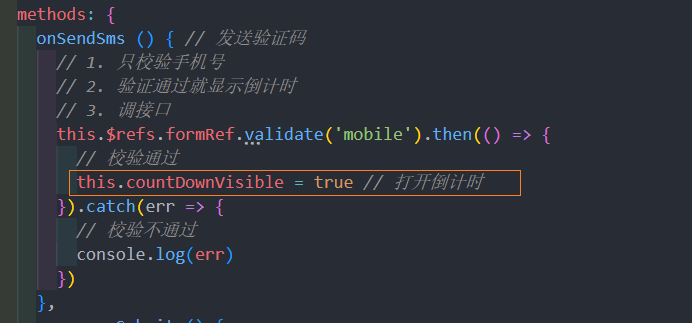 methods: {
onSendSms () { // 发送验证码
// 1. 只校验手机号
// 2. 验证通过就显示倒计时
// 3. 调接口
this.$refs.formRef.validate('mobile').then(() => {
// 校验通过
this.countDownVisible = true // 打开倒计时
}).catch(err => {
// 校验不通过
console.log(err)
})
},